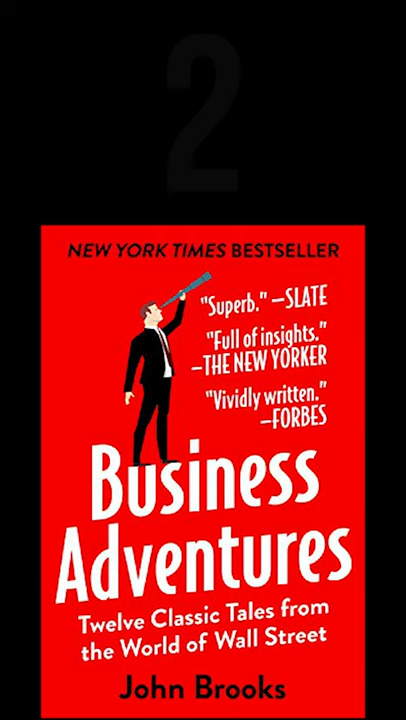 2
NEW YORK TIMES BESTSELLER
"Superb." —SLATE
"Full of insights."
—THE NEW YORKER
"Vividly written."
—FORBES
Business
Adventures
Twelve Classic Tales from
the World of Wall Street
John Brooks